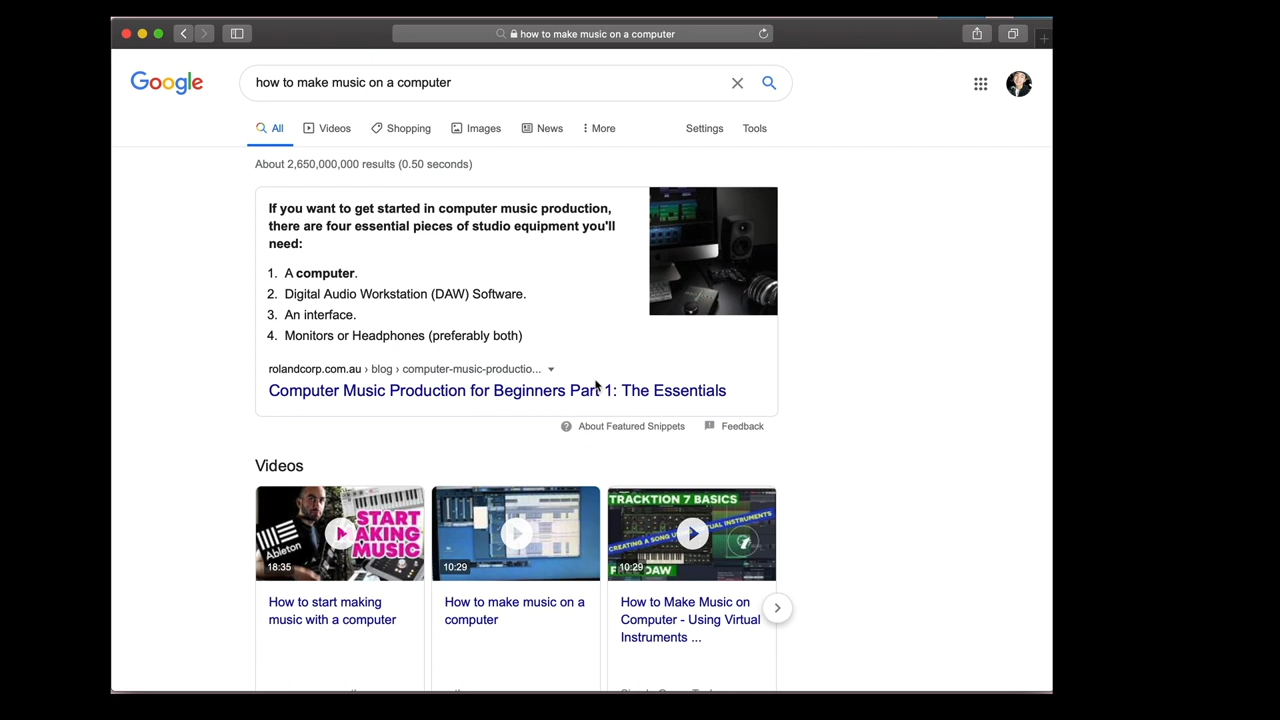 how to make music on a computer
Google
how to make music on a computer
All
Videos
Shopping
Images
News
More
Settings
Tools
About 2,650,000,000 results (0.50 seconds)
If you want to get started in computer music production,
there are four essential pieces of studio equipment you'll
need:
1. A computer.
2. Digital Audio Workstation (DAW) Software.
3. An interface.
4. Monitors or Headphones (preferably both)
rolandcorp.com.au › blog › computer-music-productio...
Computer Music Production for Beginners Part 1: The Essentials
About Featured Snippets
Feedback
Videos
Ableton
START
MUSIC
18:35
10:29
TRACKTION 7 BASICS
CREATING A SONG
INSTRUMENTS
DAW
10:29
How to start making
music with a computer
How to make music on a
computer
How to Make Music on
Computer - Using Virtual
Instruments ...